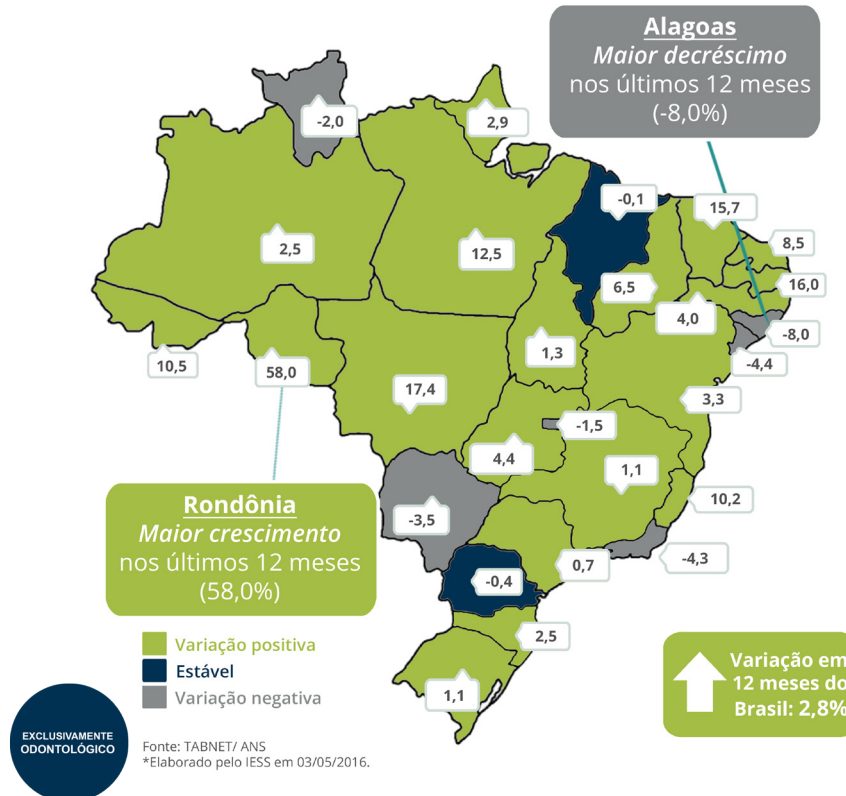 Alagoas
Maior decréscimo
nos últimos 12 meses
(-8,0%)
-2,0
2,9
-0,1
15,7
8,5
2,5
12,5
6,5
16,0
4,0
-8,0
1,3
-4,4
10,5
58,0
17,4
3,3
-1,5
4,4
1,1
10,2
-3,5
0,7
-4,3
-0,4
2,5
1,1
Rondônia
Maior crescimento
nos últimos 12 meses
(58,0%)
Variação positiva
Estável
Variação negativa
Variação em
12 meses do
Brasil: 2,8%
EXCLUSIVAMENTE
ODONTOLÓGICO
Fonte: TABNET/ ANS
*Elaborado pelo IESS em 03/05/2016.